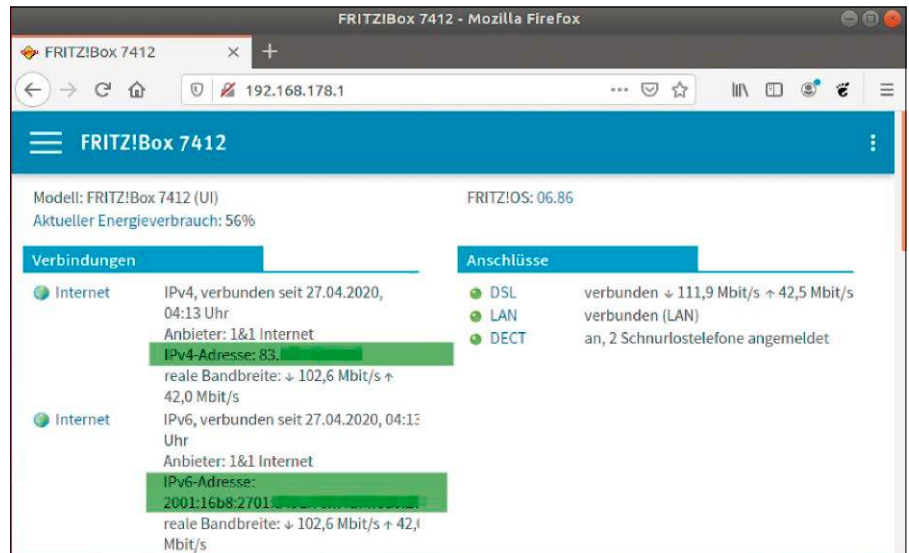 FRITZ!Box 7412 - Mozilla Firefox
FRITZ!Box 7412
192.168.178.1
FRITZ!Box 7412
Modell: FRITZ!Box 7412 (UI)
FRITZ!OS: 06.86
Aktueller Energieverbrauch: 56%
Verbindungen
Internet
IPv4, verbunden seit 27.04.2020,
04:13 Uhr
Anbieter: 1&1 Internet
IPv4-Adresse: 83.
reale Bandbreite: ↓ 102,6 Mbit/s ↑
42,0 Mbit/s
Internet
IPv6, verbunden seit 27.04.2020, 04:13
Uhr
Anbieter: 1&1 Internet
IPv6-Adresse:
2001:16b8:2701:
reale Bandbreite: ↓ 102,6 Mbit/s ↑ 42,
Mbit/s
Anschlüsse
DSL
verbunden ↓ 111,9 Mbit/s ↑ 42,5 Mbit/s
LAN
verbunden (LAN)
DECT
an, 2 Schnurlostelefone angemeldet